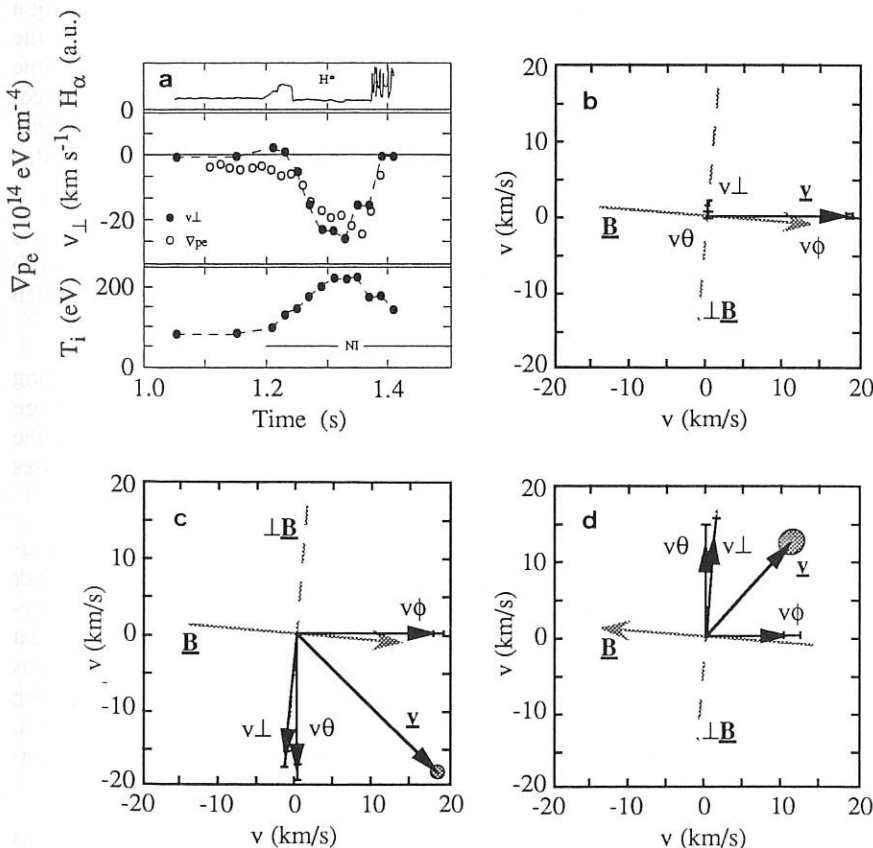 a
H*
H_α (a.u.)
0
∇p_e (10^14 eV cm^-4)
v⊥ (km s^-1)
0
-20
v⊥
∇pe
T_i (eV)
200
0
NI
1.0 1.2 1.4
Time (s)
b
20
10
0
-10
-20
v (km/s)
v⊥
v
B
vθ
vϕ
⊥B
-20 -10 0 10 20
v (km/s)
c
20
10
0
-10
-20
v (km/s)
⊥B
vϕ
B
v⊥ vθ
v
-20 -10 0 10 20
v (km/s)
d
20
10
0
-10
-20
v (km/s)
vθ v⊥
v
vϕ
B
⊥B
-20 -10 0 10 20
v (km/s)